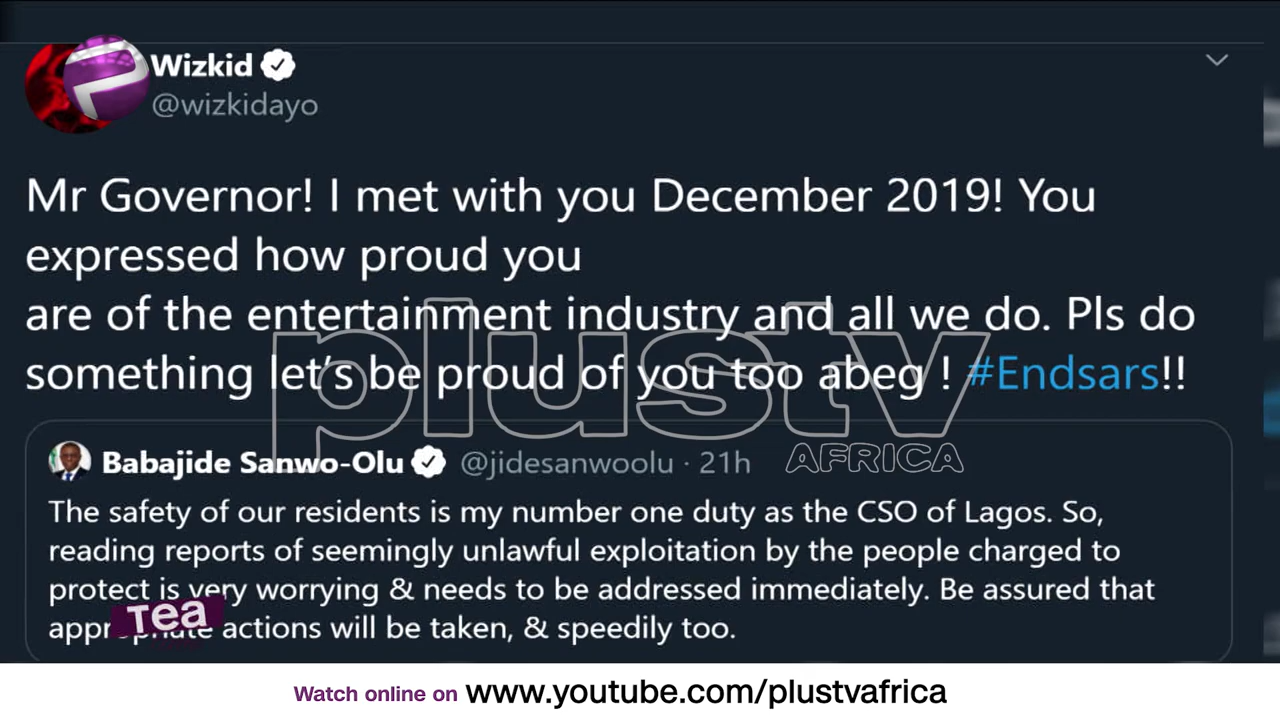 Wizkid
@wizkidayo
Mr Governor! I met with you December 2019! You
expressed how proud you
are of the entertainment industry and all we do. Pls do
something let's be proud of you too abeg ! #Endsars!!
plustv
AFRICA
Babajide Sanwo-Olu @jidesanwoolu · 21h
The safety of our residents is my number one duty as the CSO of Lagos. So,
reading reports of seemingly unlawful exploitation by the people charged to
protect is very worrying & needs to be addressed immediately. Be assured that
appropriate actions will be taken, & speedily too.
Tea
Watch online on www.youtube.com/plustvafrica